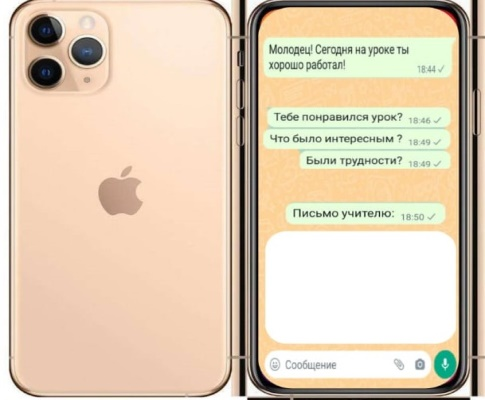 Молодец! Сегодня на уроке ты
хорошо работал!
18:44
Тебе понравился урок? 18:46
Что было интересным ? 18:49
Были трудности? 18:49
Письмо учителю: 18:50
Сообщение